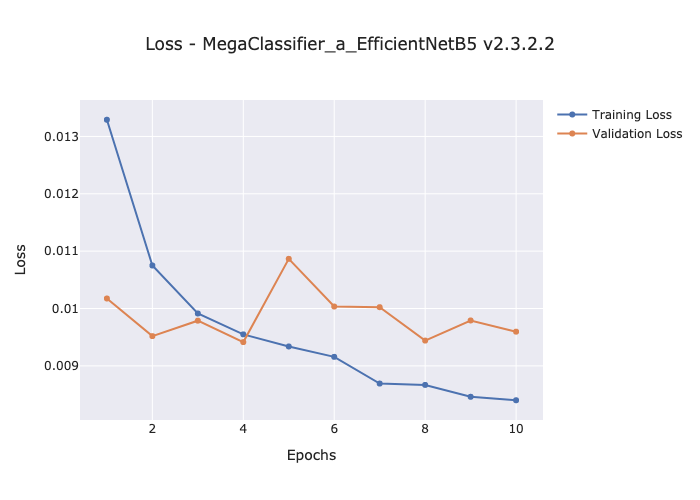 Loss - MegaClassifier_a_EfficientNetB5 v2.3.2.2
Training Loss
Validation Loss
0.013
0.012
0.011
0.01
0.009
Loss
2
4
6
8
10
Epochs